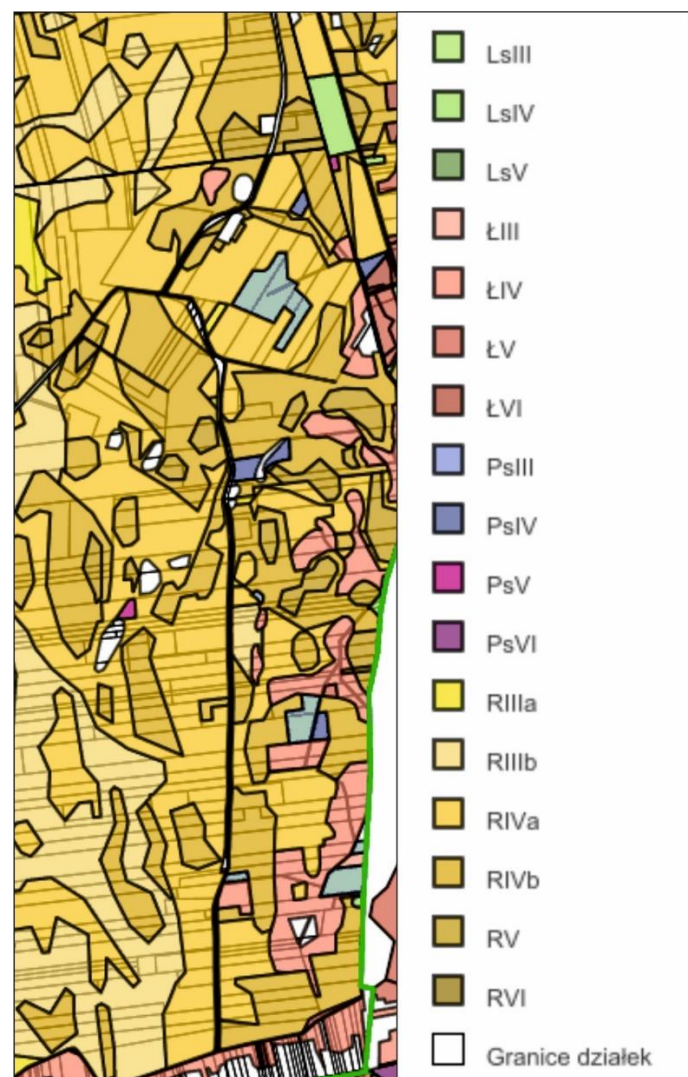 LsIII
LsIV
LsV
ŁIII
ŁIV
ŁV
ŁVI
PsIII
PsIV
PsV
PsVI
RIIIa
RIIIb
RIVa
RIVb
RV
RVI
Granice działek